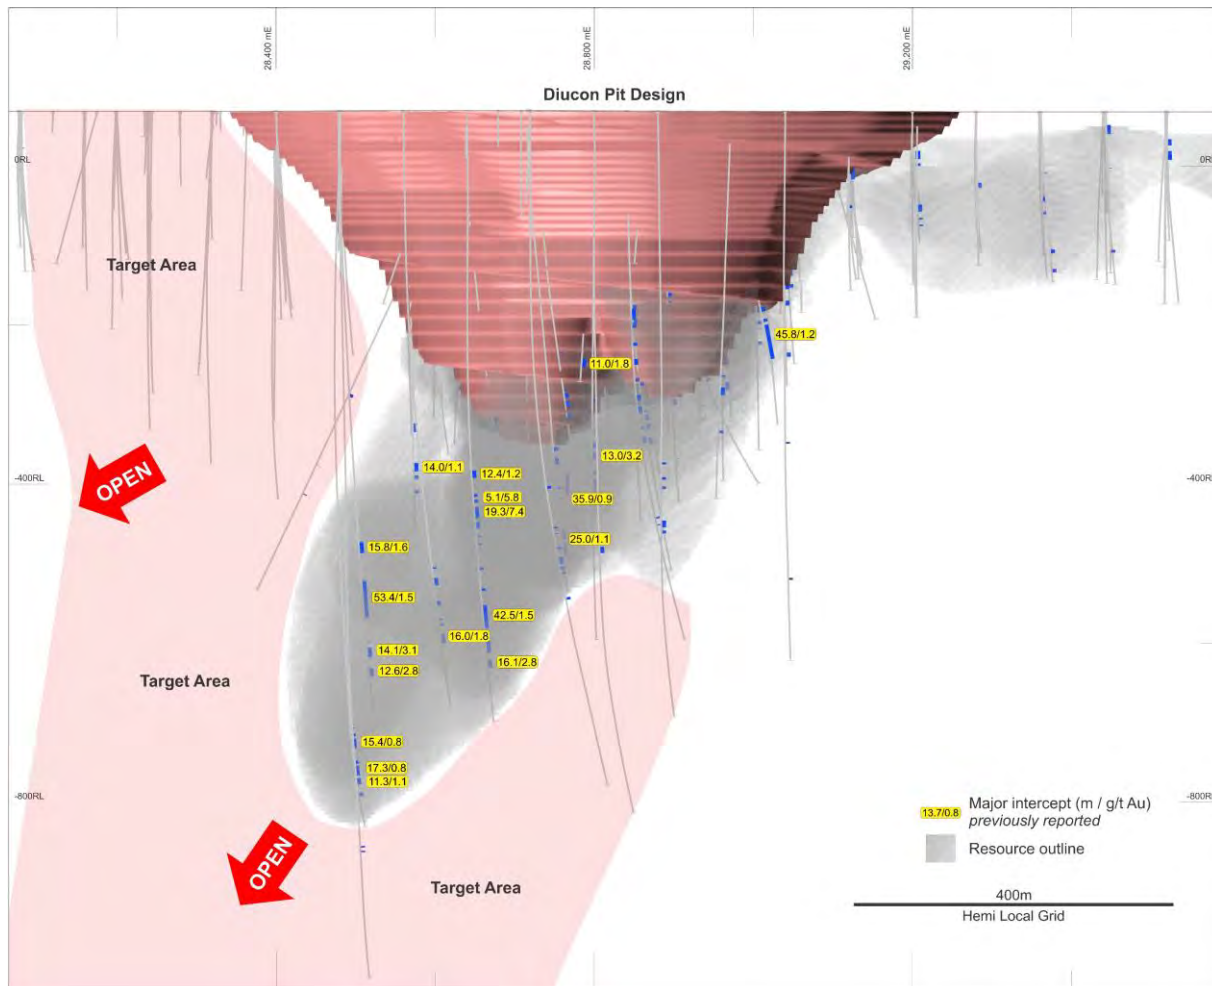 28,400 mE
28,800 mE
29,200 mE
Diucon Pit Design
0RL
Target Area
45.8/1.2
11.0/1.8
13.0/3.2
14.0/1.1
12.4/1.2
OPEN
-400RL
-400RL
5.1/5.8
35.9/0.9
19.3/7.4
25.0/1.1
15.8/1.6
53.4/1.5
42.5/1.5
16.0/1.8
14.1/3.1
16.1/2.8
12.6/2.8
Target Area
15.4/0.8
17.3/0.8
11.3/1.1
-800RL
13.7/0.8 Major intercept (m / g/t Au)
previously reported
Resource outline
OPEN
Target Area
400m
Hemi Local Grid